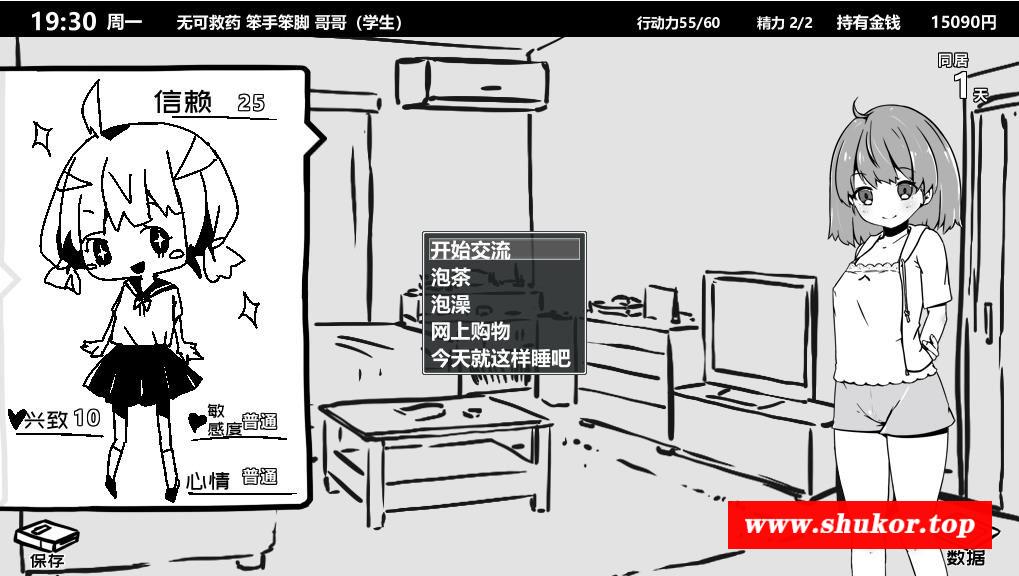 19:30 周一 无可救药 笨手笨脚 哥哥（学生） 行动力55/60 精力 2/2 持有金钱 15090円
同居
1天
信赖 25
开始交流
泡茶
泡澡
网上购物
今天就这样睡吧
兴致 10
敏感度 普通
心情 普通
www.shukor.top
保存
数据